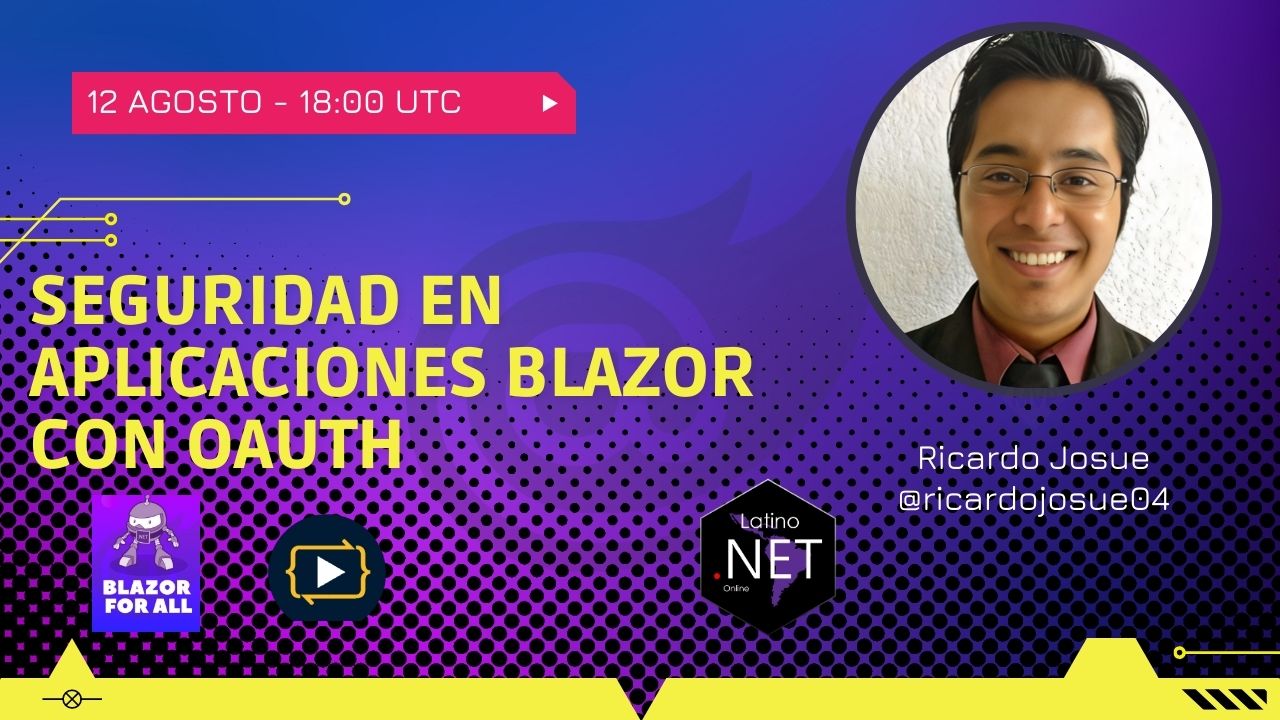 12 AGOSTO - 18:00 UTC
SEGURIDAD EN
APLICACIONES BLAZOR
CON OAUTH
Ricardo Josue
@ricardojosue04
NET
BLAZOR
FOR ALL
Latino
.NET
Online